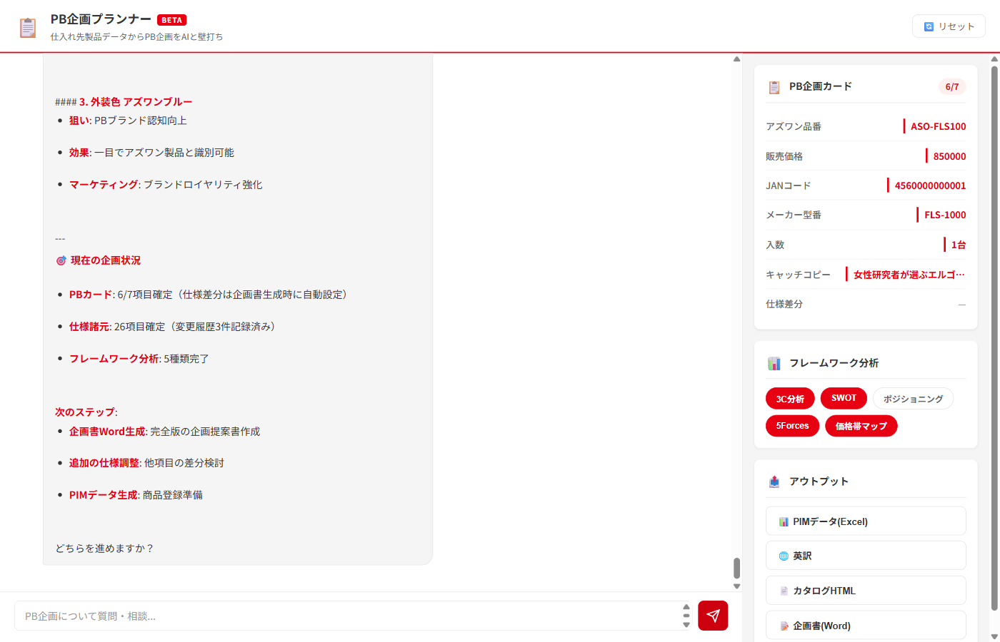 PB企画プランナー BETA
仕入れ先製品データからPB企画をAIと壁打ち
リセット
#### 3. 外装色 アズワンブルー
• 狙い: PBブランド認知向上
• 効果: 一目でアズワン製品と識別可能
• マーケティング: ブランドロイヤリティ強化
---
現在の企画状況
• PBカード: 6/7項目確定（仕様差分は企画書生成時に自動設定）
• 仕様諸元: 26項目確定（変更履歴3件記録済み）
• フレームワーク分析: 5種類完了
次のステップ:
• 企画書Word生成: 完全版の企画提案書作成
• 追加の仕様調整: 他項目の差分検討
• PIMデータ生成: 商品登録準備
どちらを進めますか？
PB企画について質問・相談...
PB企画カード 6/7
アズワン品番 ASO-FLS100
販売価格 850000
JANコード 4560000000001
メーカー型番 FLS-1000
入数 1台
キャッチコピー 女性研究者が選ぶエルゴ…
仕様差分 —
フレームワーク分析
3C分析 SWOT ポジショニング
5Forces 価格帯マップ
アウトプット
PIMデータ(Excel)
英訳
カタログHTML
企画書(Word)